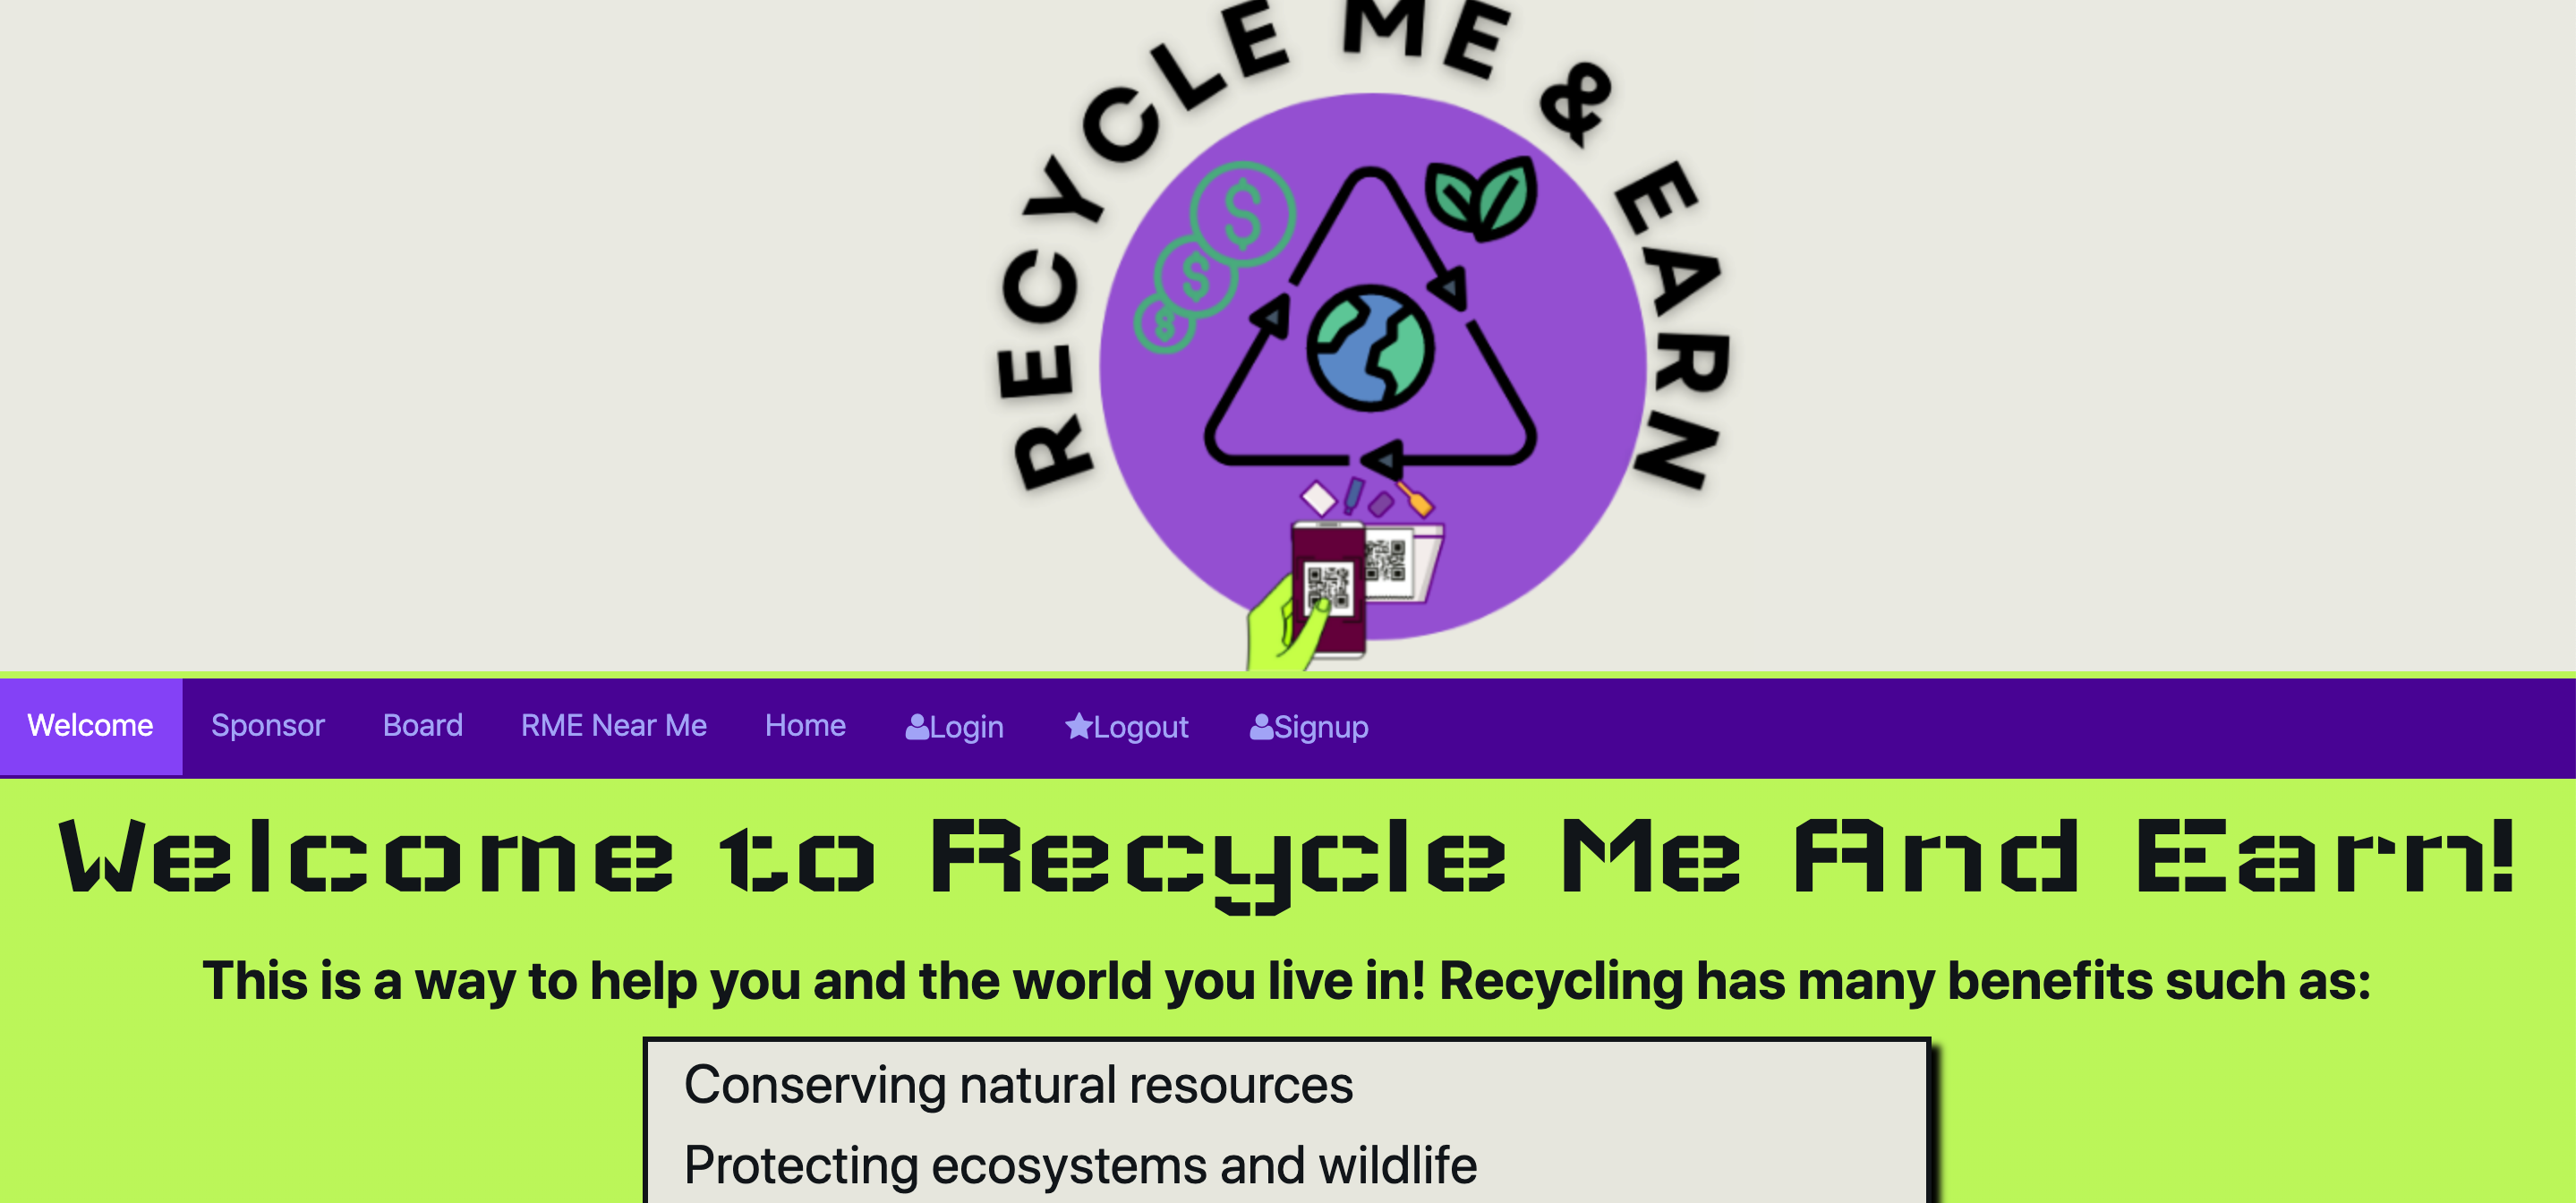 RECYCLE ME & EARN
$
$
$
Welcome Sponsor Board RME Near Me Home Login Logout Signup
Welcome to Recycle Me And Earn!
This is a way to help you and the world you live in! Recycling has many benefits such as:
Conserving natural resources
Protecting ecosystems and wildlife